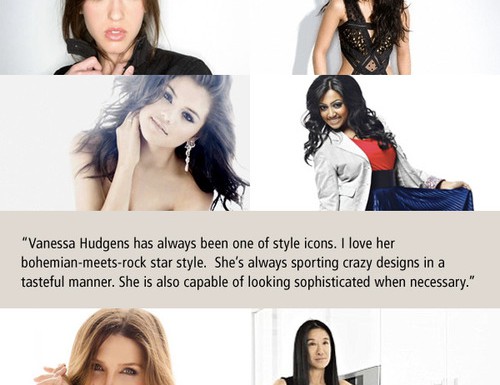 "Vanessa Hudgens has always been one of style icons. I love her
bohemian-meets-rock star style.  She's always sporting crazy designs in a
tasteful manner. She is also capable of looking sophisticated when necessary."